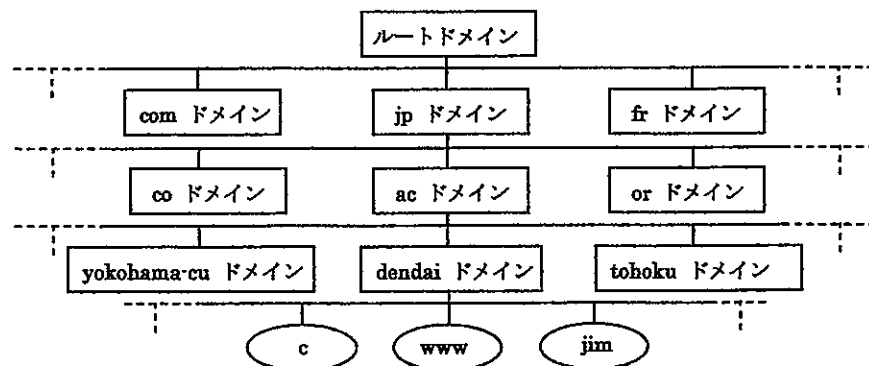 ルートドメイン
com ドメイン
jp ドメイン
fr ドメイン
co ドメイン
ac ドメイン
or ドメイン
yokohama-cu ドメイン
dendai ドメイン
tohoku ドメイン
c
www
jim